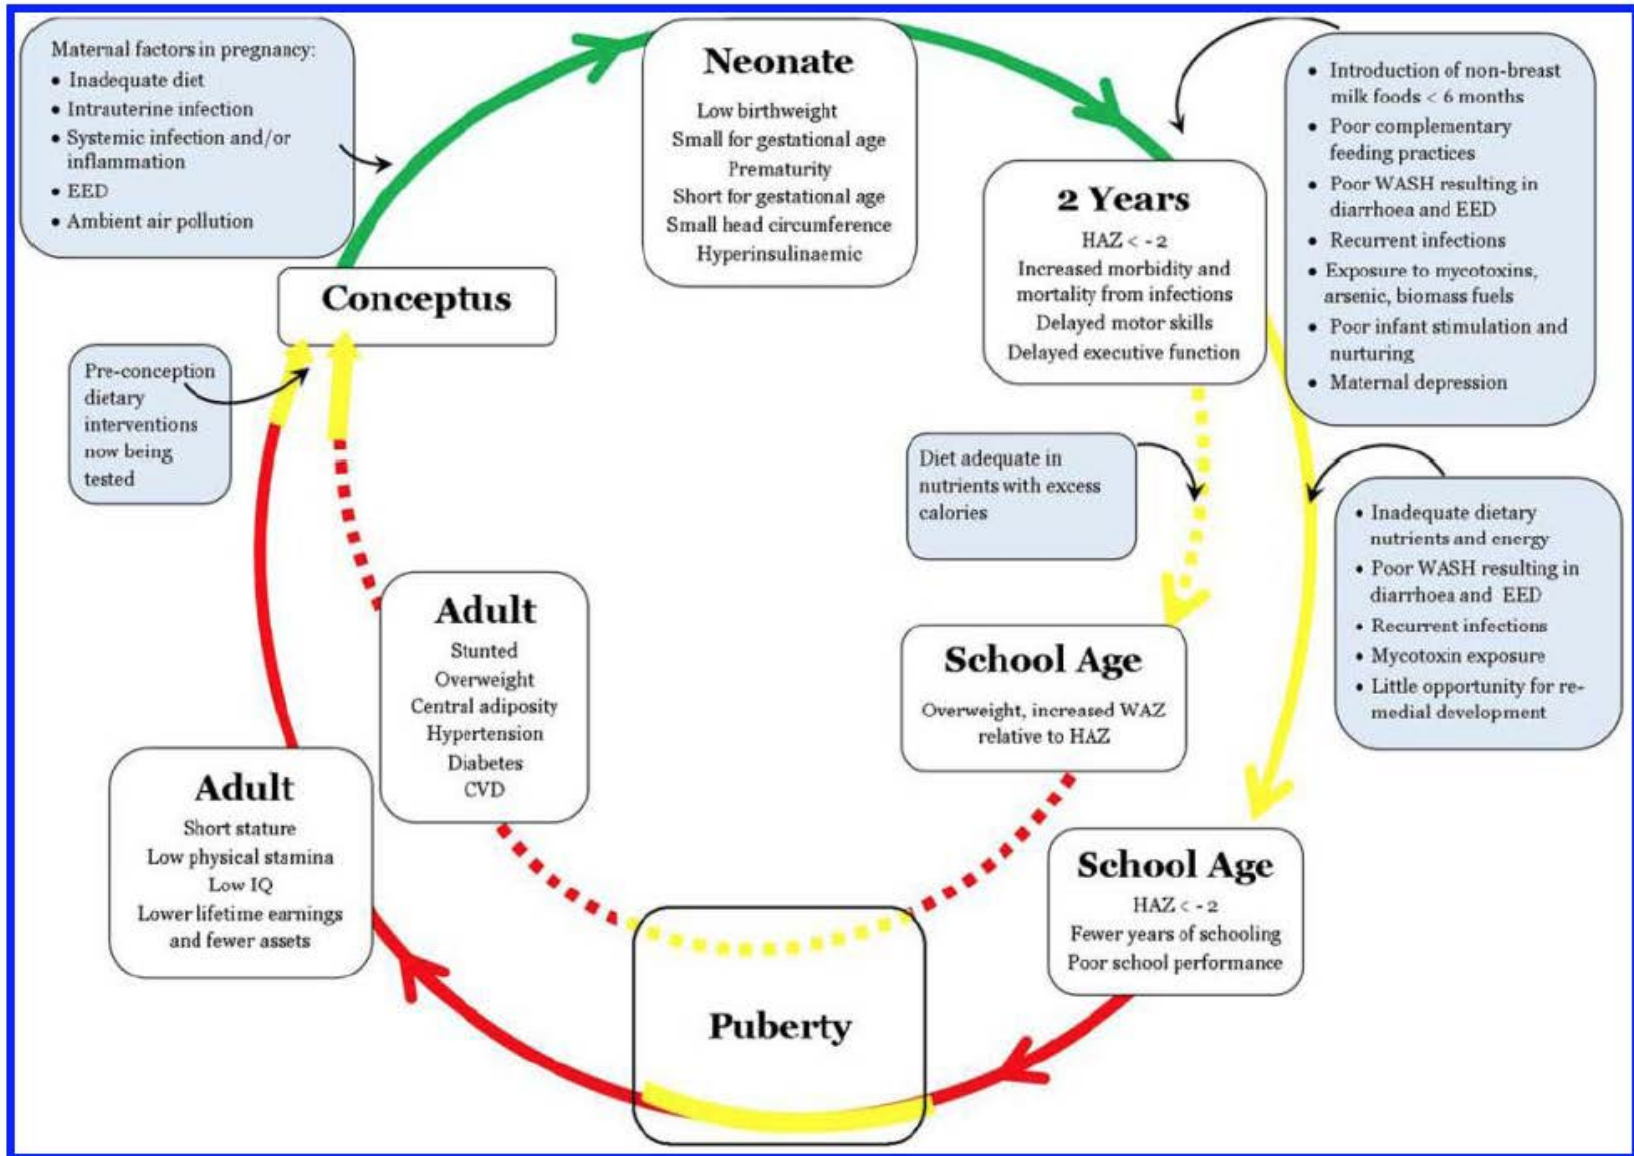 Maternal factors in pregnancy:
• Inadequate diet
• Intrauterine infection
• Systemic infection and/or
inflammation
• EED
• Ambient air pollution
Neonate
Low birthweight
Small for gestational age
Prematurity
Short for gestational age
Small head circumference
Hyperinsulinaemic
• Introduction of non-breast
milk foods < 6 months
• Poor complementary
feeding practices
• Poor WASH resulting in
diarrhoea and EED
• Recurrent infections
• Exposure to mycotoxins,
arsenic, biomass fuels
• Poor infant stimulation and
nurturing
• Maternal depression
2 Years
HAZ < - 2
Increased morbidity and
mortality from infections
Delayed motor skills
Delayed executive function
Conceptus
Pre-conception
dietary
interventions
now being
tested
Diet adequate in
nutrients with excess
calories
• Inadequate dietary
nutrients and energy
• Poor WASH resulting in
diarrhoea and EED
• Recurrent infections
• Mycotoxin exposure
• Little opportunity for re-
medial development
Adult
Stunted
Overweight
Central adiposity
Hypertension
Diabetes
CVD
School Age
Overweight, increased WAZ
relative to HAZ
Adult
Short stature
Low physical stamina
Low IQ
Lower lifetime earnings
and fewer assets
School Age
HAZ < - 2
Fewer years of schooling
Poor school performance
Puberty